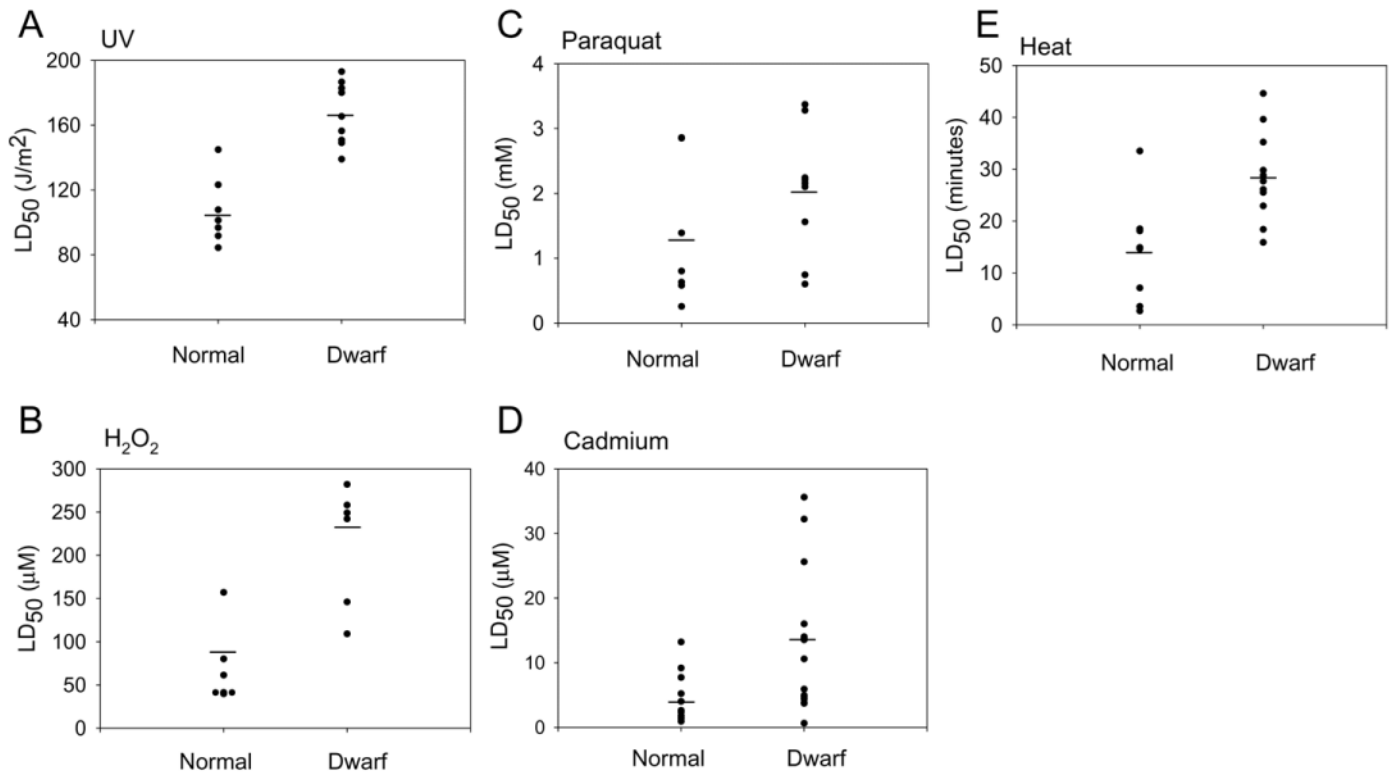 A
UV
LD50 (J/m2)
200
160
120
80
40
Normal Dwarf
B
H2O2
LD50 (μM)
300
250
200
150
100
50
0
Normal Dwarf
C
Paraquat
LD50 (mM)
4
3
2
1
0
Normal Dwarf
D
Cadmium
LD50 (μM)
40
30
20
10
0
Normal Dwarf
E
Heat
LD50 (minutes)
50
40
30
20
10
0
Normal Dwarf